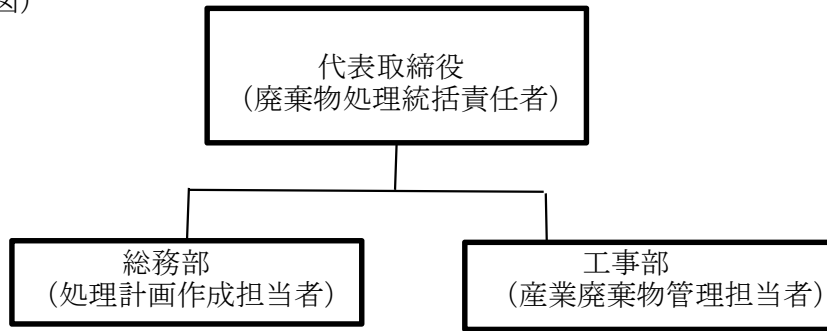 図）
代表取締役
（廃棄物処理統括責任者）
総務部
（処理計画作成担当者）
工事部
（産業廃棄物管理担当者）